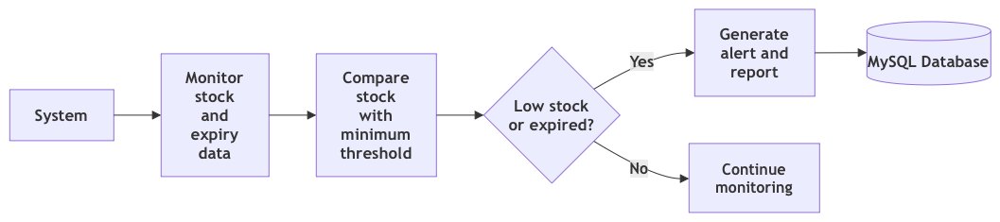 System
Monitor
stock
and
expiry
data
Compare
stock
with
minimum
threshold
Low stock
or expired?
Yes
Generate
alert and
report
MySQL Database
No
Continue
monitoring